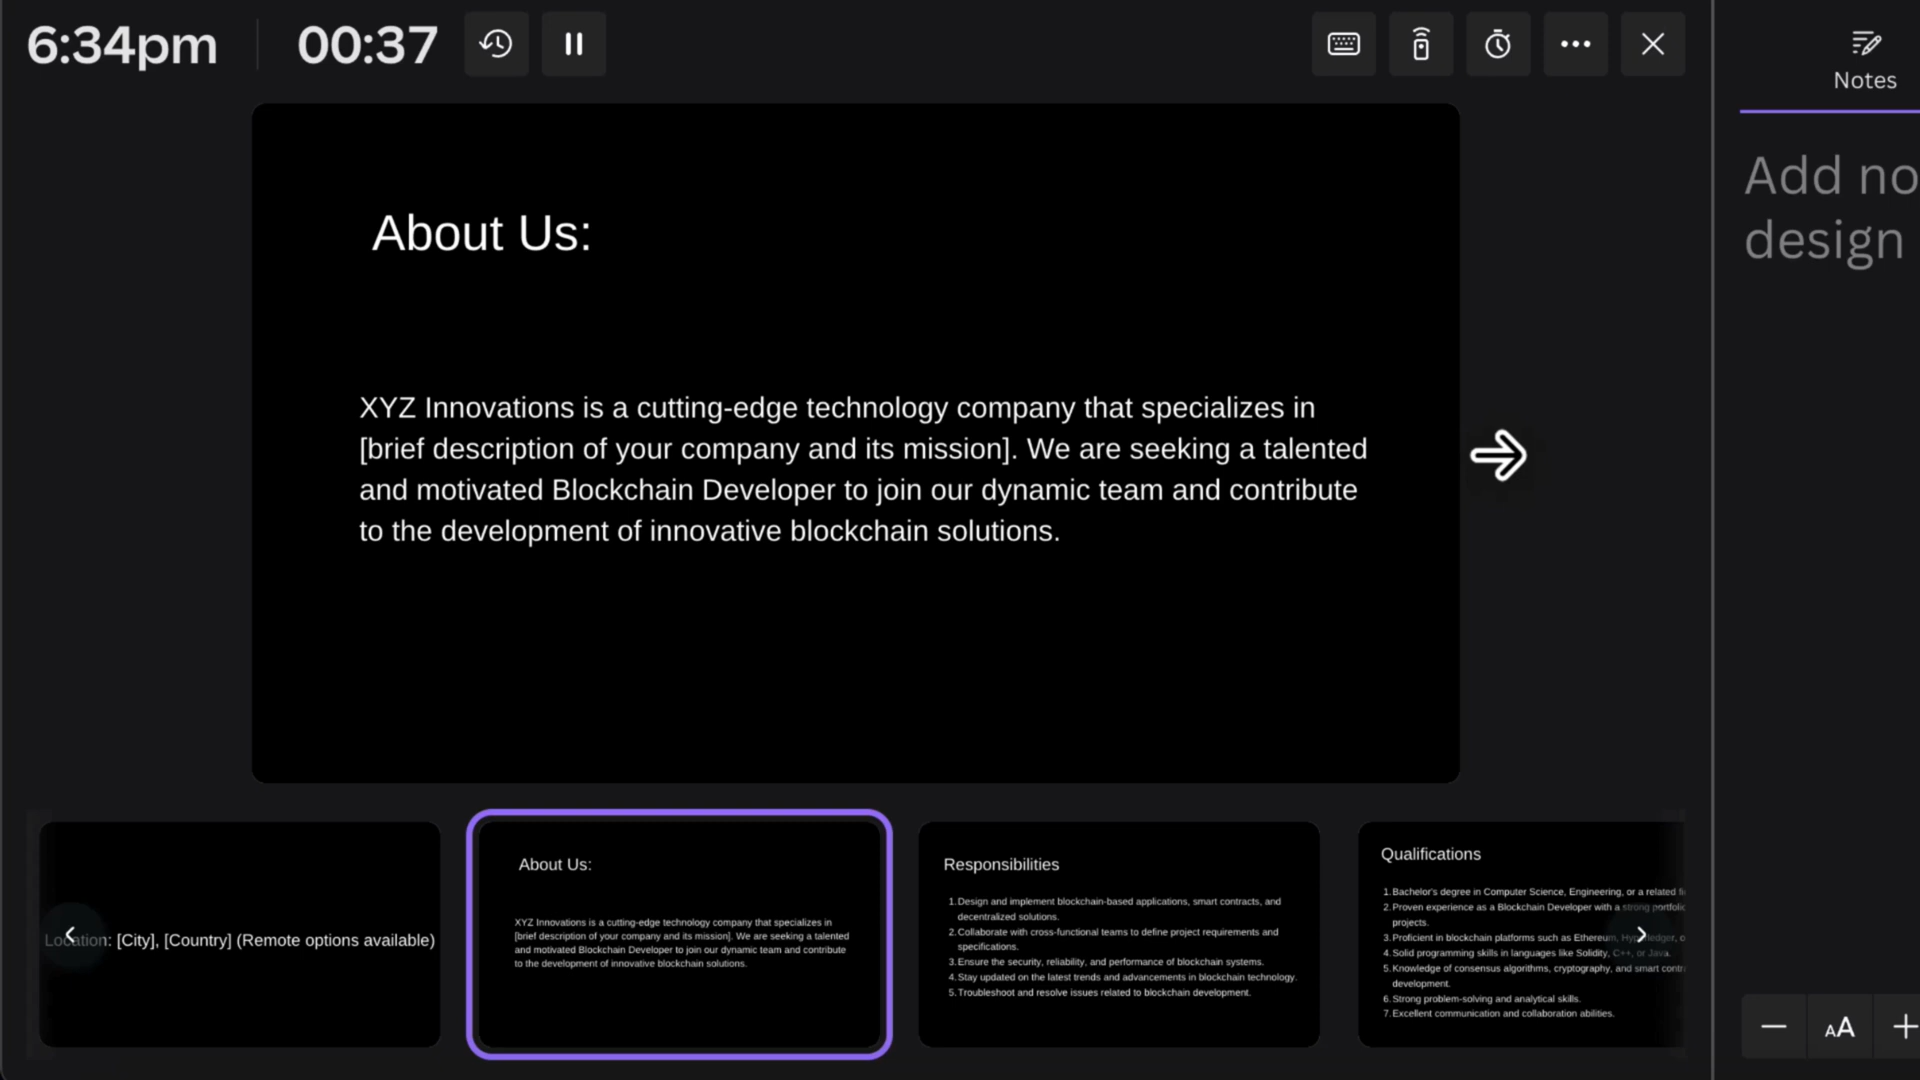 6:34pm
00:37
Notes
Add no
design
About Us:
XYZ Innovations is a cutting-edge technology company that specializes in
[brief description of your company and its mission]. We are seeking a talented
and motivated Blockchain Developer to join our dynamic team and contribute
to the development of innovative blockchain solutions.
Location: [City], [Country] (Remote options available)
About Us:
XYZ Innovations is a cutting-edge technology company that specializes in
[brief description of your company and its mission]. We are seeking a talented
and motivated Blockchain Developer to join our dynamic team and contribute
to the development of innovative blockchain solutions.
Responsibilities
1. Design and implement blockchain-based applications, smart contracts, and
decentralized solutions.
2. Collaborate with cross-functional teams to define project requirements and
specifications.
3. Ensure the security, reliability, and performance of blockchain systems.
4. Stay updated on the latest trends and advancements in blockchain technology.
5. Troubleshoot and resolve issues related to blockchain development.
Qualifications
1. Bachelor's degree in Computer Science, Engineering, or a related
2. Proven experience as a Blockchain Developer with a strong portfolio
projects.
3. Proficient in blockchain platforms such as Ethereum, Hyperledger,
4. Solid programming skills in languages like Solidity, C++, or Java.
5. Knowledge of consensus algorithms, cryptography, and smart
development.
6. Strong problem-solving and analytical skills.
7. Excellent communication and collaboration abilities.
AA